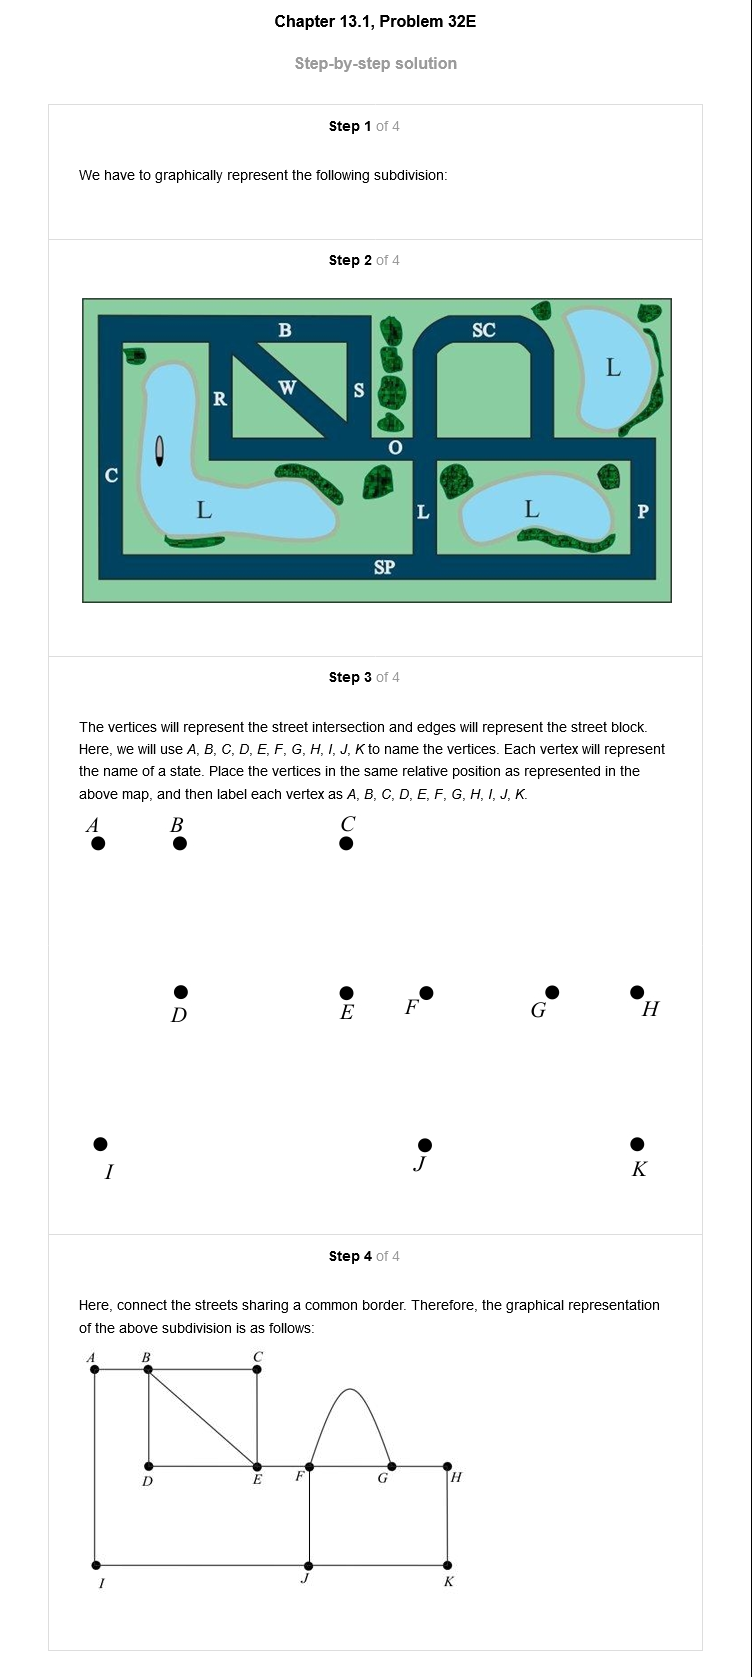 Chapter 13.1, Problem 32E
Step-by-step solution
Step 1 of 4
We have to graphically represent the following subdivision:
Step 2 of 4
B
SC
L
R
W
S
O
C
L
L
L
P
SP
Step 3 of 4
The vertices will represent the street intersection and edges will represent the street block.
Here, we will use A, B, C, D, E, F, G, H, I, J, K to name the vertices. Each vertex will represent
the name of a state. Place the vertices in the same relative position as represented in the
above map, and then label each vertex as A, B, C, D, E, F, G, H, I, J, K.
A B C
D E F G H
I J K
Step 4 of 4
Here, connect the streets sharing a common border. Therefore, the graphical representation
of the above subdivision is as follows:
A B C
D E F G H
I J K